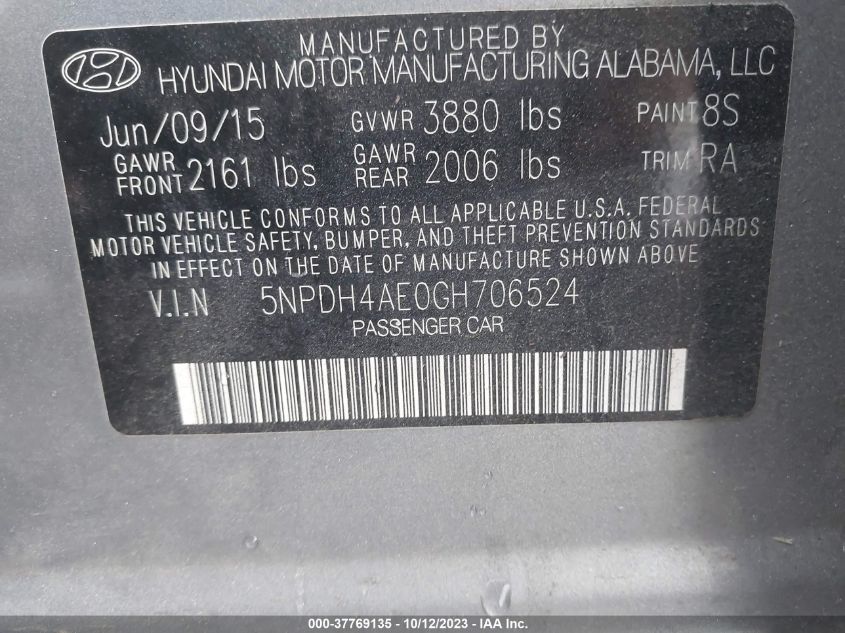 MANUFACTURED BY
HYUNDAI MOTOR MANUFACTURING ALABAMA, LLC
Jun/09/15 GVWR 3880 lbs PAINT 8S
GAWR FRONT 2161 lbs GAWR REAR 2006 lbs TRIM RA
THIS VEHICLE CONFORMS TO ALL APPLICABLE U.S.A. FEDERAL
MOTOR VEHICLE SAFETY, BUMPER, AND THEFT PREVENTION STANDARDS
IN EFFECT ON THE DATE OF MANUFACTURE SHOWN ABOVE
V.I.N 5NPDH4AE0GH706524
PASSENGER CAR
000-37769135 - 10/12/2023 - IAA Inc.